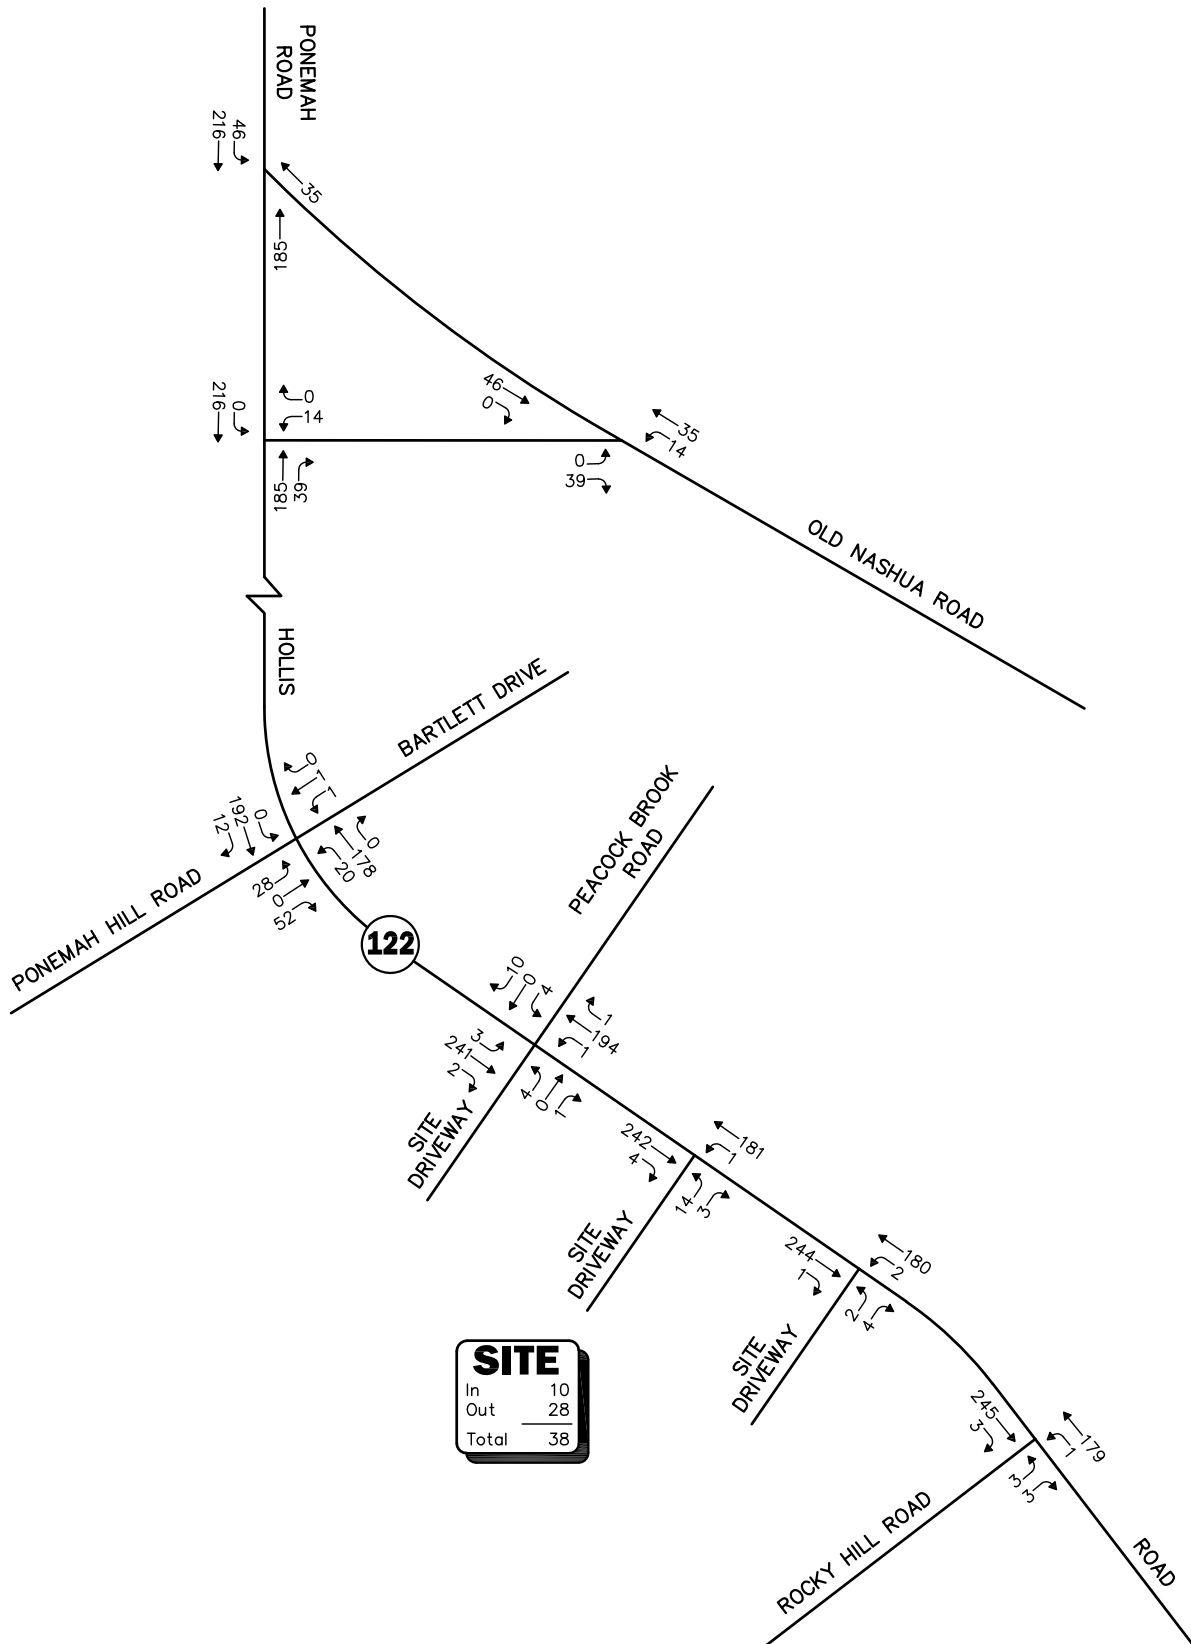 PONEMAH
ROAD
46
216
35
185
0
216
0
14
46
0
35
14
0
39
185
39
OLD NASHUA ROAD
HOLLIS
BARTLETT DRIVE
0
1
1
192
12
0
0
178
20
28
0
52
PONEMAH HILL ROAD
122
PEACOCK BROOK
ROAD
10
0
4
1
194
1
3
241
2
4
0
1
SITE
DRIVEWAY
242
4
181
1
14
3
SITE
DRIVEWAY
244
1
180
2
2
4
SITE
DRIVEWAY
SITE
In 10
Out 28
Total 38
245
3
179
1
3
3
ROCKY HILL ROAD
ROAD